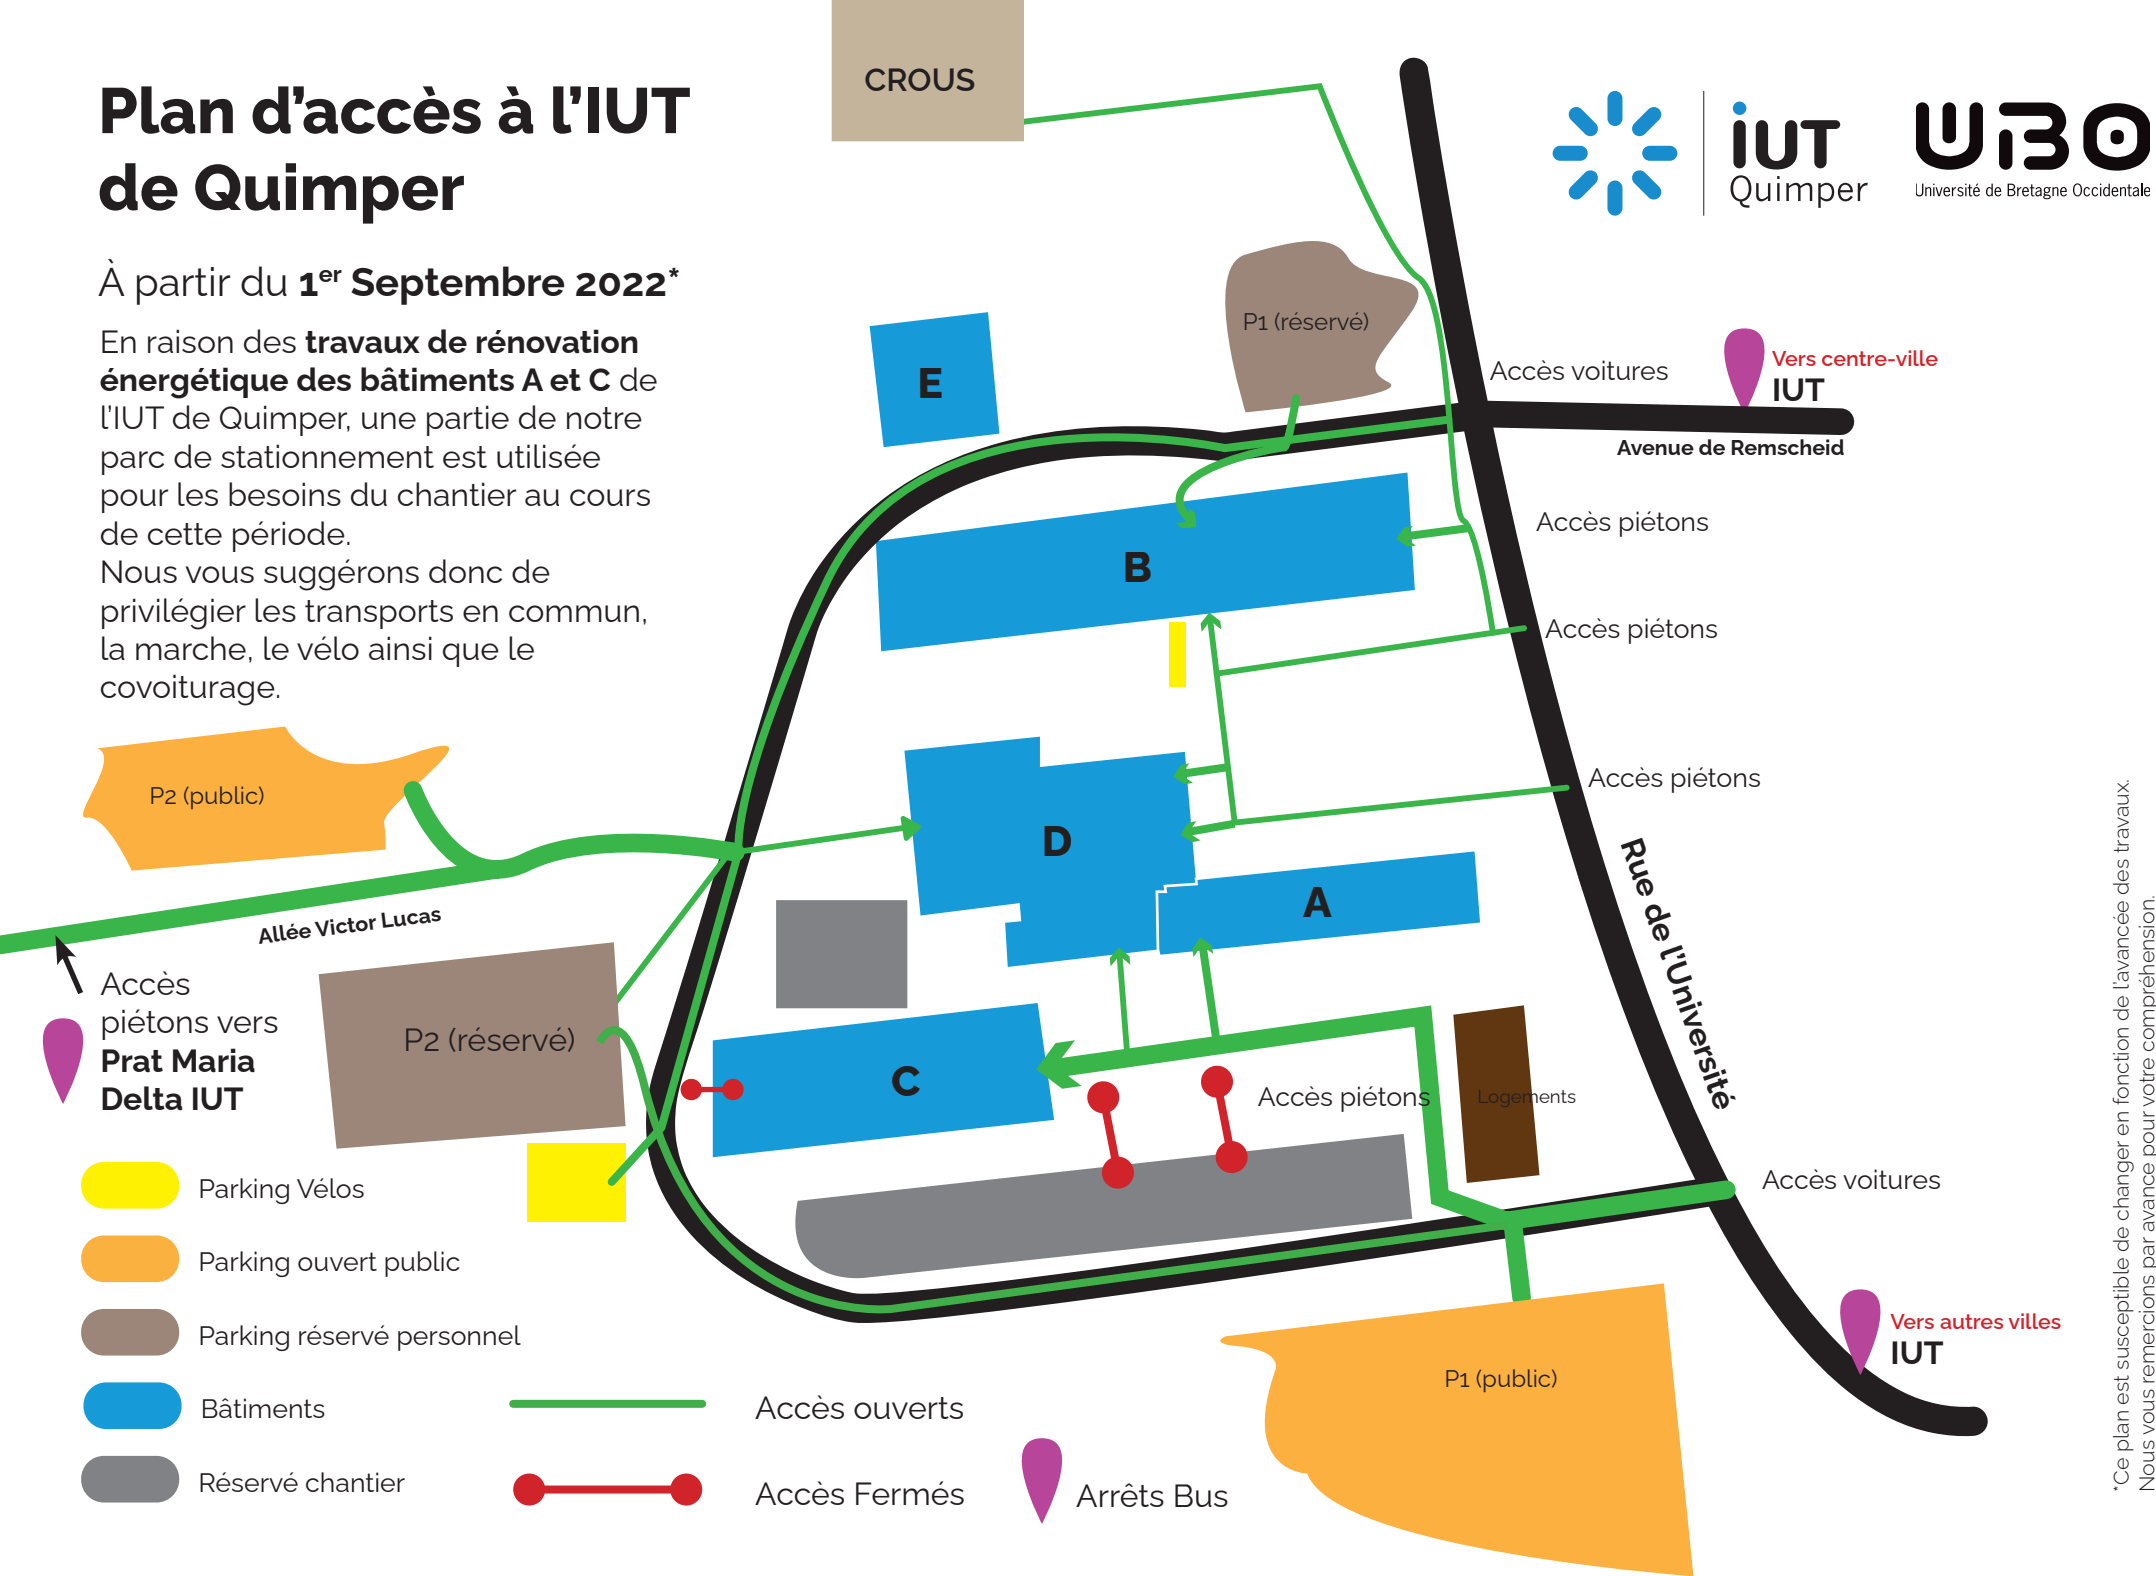 Plan d'accès à l'IUT
de Quimper
À partir du 1er Septembre 2022*
En raison des travaux de rénovation
énergétique des bâtiments A et C de
l'IUT de Quimper, une partie de notre
parc de stationnement est utilisée
pour les besoins du chantier au cours
de cette période.
Nous vous suggérons donc de
privilégier les transports en commun,
la marche, le vélo ainsi que le
covoiturage.
CROUS
iUT
Quimper
UBO
Université de Bretagne Occidentale
P1 (réservé)
E
Accès voitures
Vers centre-ville
IUT
Avenue de Remscheid
B
Accès piétons
Accès piétons
Accès piétons
P2 (public)
D
A
Rue de l'Université
Allée Victor Lucas
Accès
piétons vers
Prat Maria
Delta IUT
P2 (réservé)
C
Accès piétons
Logements
Accès voitures
Vers autres villes
IUT
P1 (public)
Parking Vélos
Parking ouvert public
Parking réservé personnel
Bâtiments
Réservé chantier
Accès ouverts
Accès Fermés
Arrêts Bus
*Ce plan est susceptible de changer en fonction de l'avancée des travaux.
Nous vous remercions par avance pour votre compréhension.